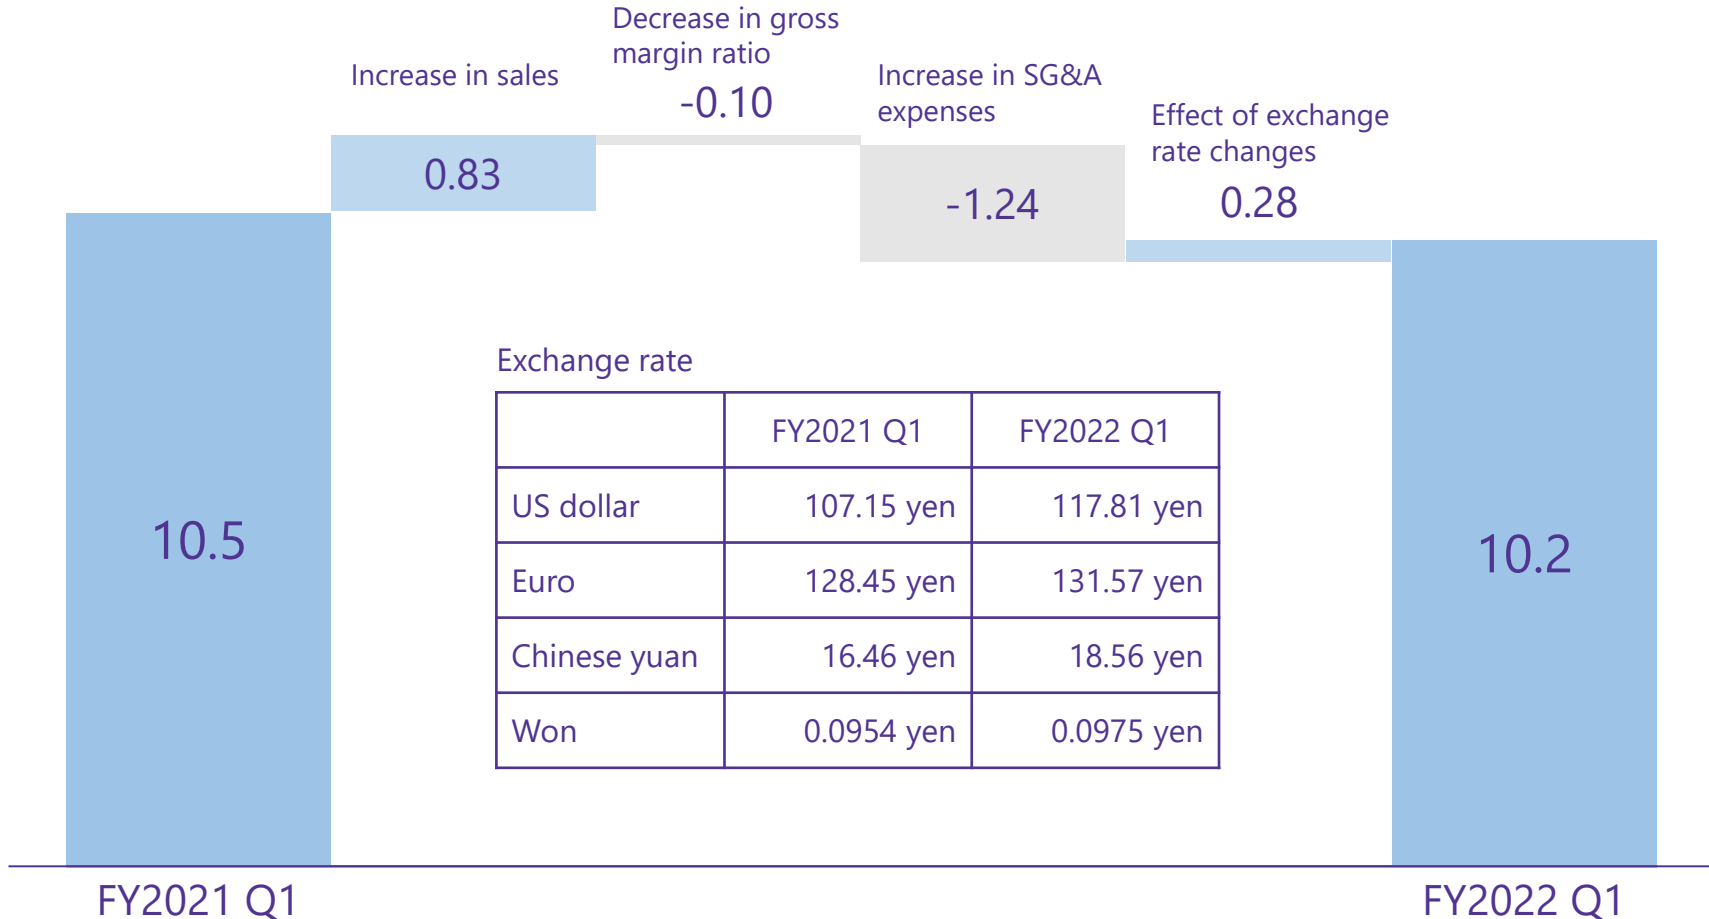 Decrease in gross
margin ratio
-0.10
Increase in sales
0.83
Increase in SG&A
expenses
-1.24
Effect of exchange
rate changes
0.28
10.5
10.2
Exchange rate
FY2021 Q1 FY2022 Q1
US dollar 107.15 yen 117.81 yen
Euro 128.45 yen 131.57 yen
Chinese yuan 16.46 yen 18.56 yen
Won 0.0954 yen 0.0975 yen
FY2021 Q1
FY2022 Q1